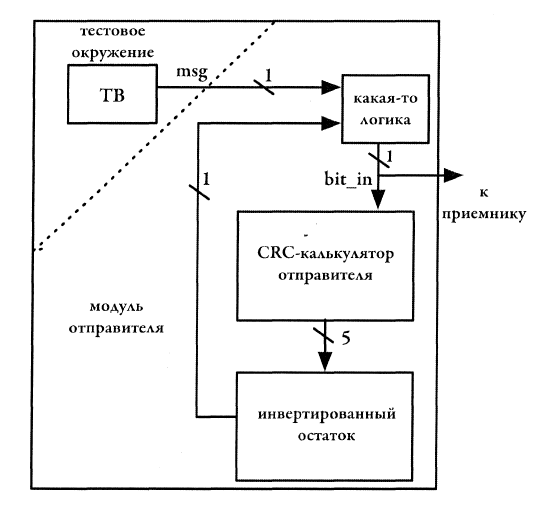 тестовое
окружение
ТВ
msg
1
какая-то
логика
1
1
bit_in
к
приемнику
CRC-калькулятор
отправителя
модуль
отправителя
5
инвертированный
остаток